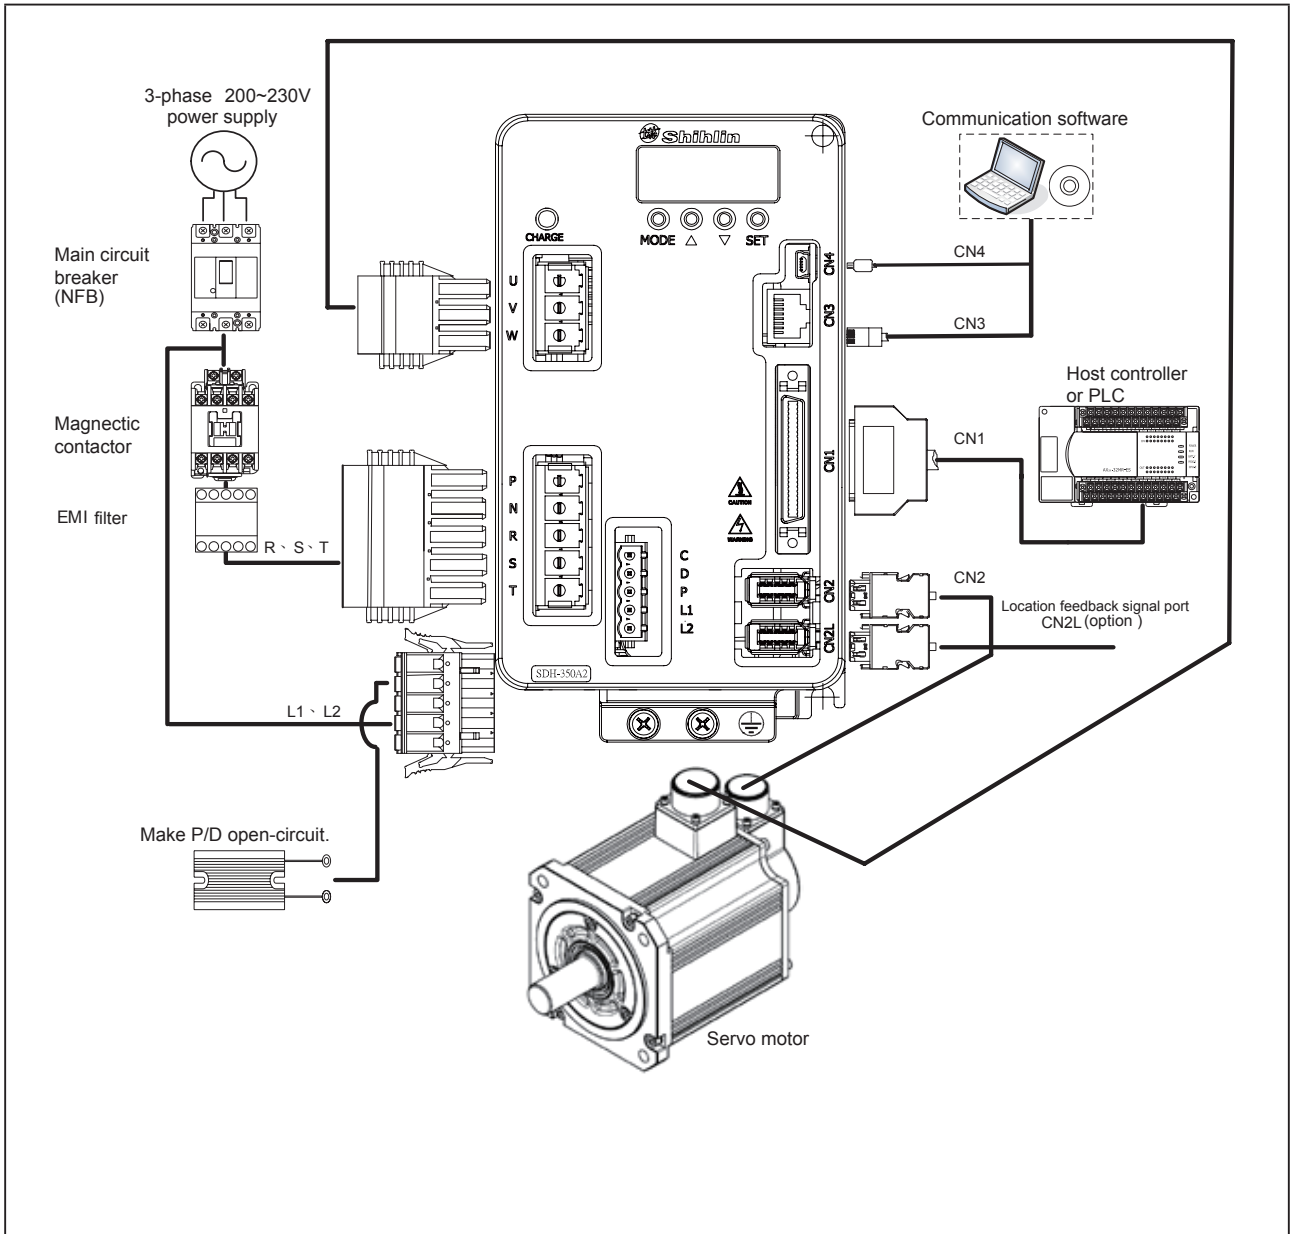 3-phase 200~230V
power supply
Main circuit
breaker
(NFB)
Magnectic
contactor
EMI filter
R、S、T
L1、L2
Make P/D open-circuit.
Shihlin
MODE △ ▽ SET
CHARGE
U
V
W
P
N
R
S
T
C
D
P
L1
L2
CN4
CN3
CN1
CN2
CN2L
CAUTION
WARNING
SDH-350A2
Communication software
CN4
CN3
Host controller
or PLC
CN1
CN2
Location feedback signal port
CN2L(option)
Servo motor